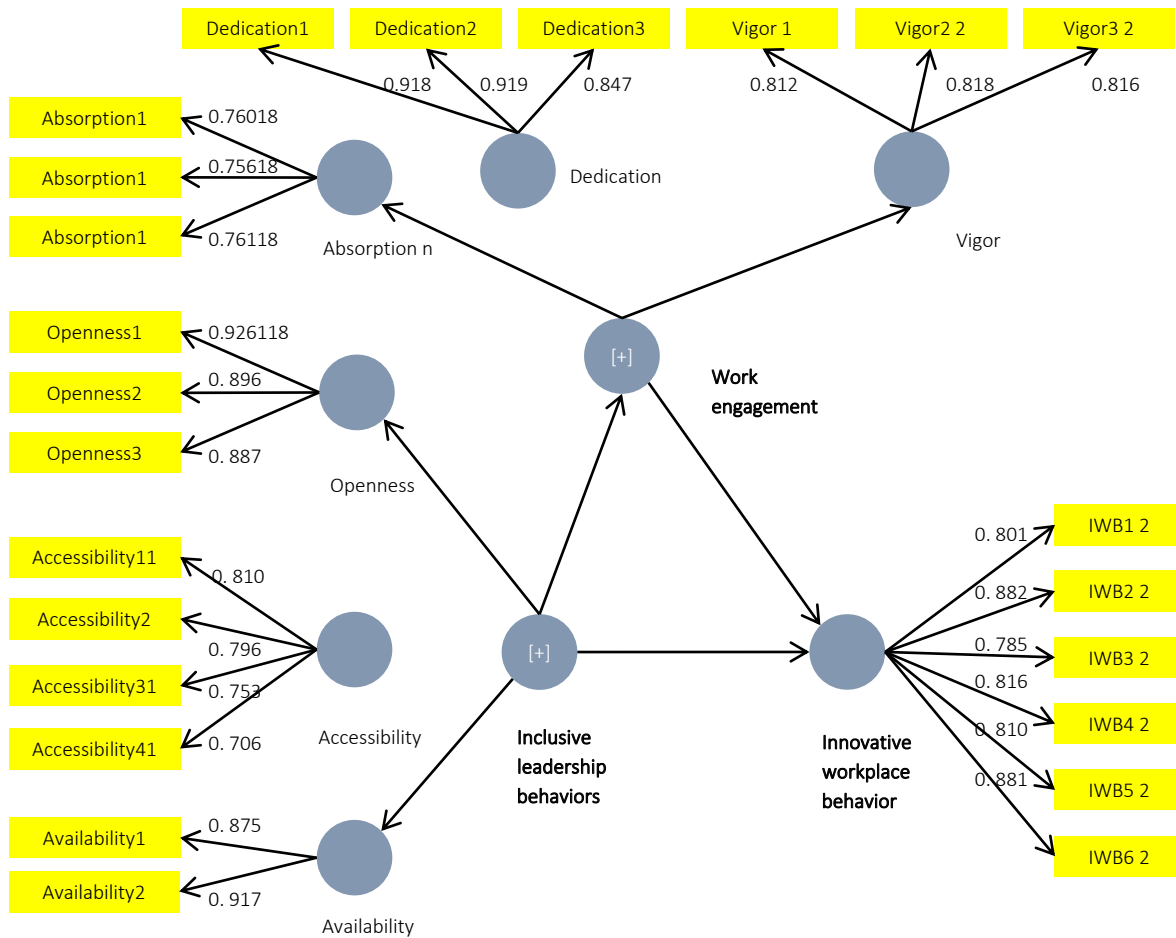 Dedication1
Dedication2
Dedication3
Vigor 1
Vigor2 2
Vigor3 2
0.918
0.919
0.847
0.812
0.818
0.816
Absorption1
0.76018
Absorption1
0.75618
Absorption1
0.76118
Absorption n
Dedication
Vigor
Openness1
0.926118
Openness2
0. 896
Openness3
0. 887
Openness
[+]
Work
engagement
Accessibility11
0. 810
Accessibility2
0. 796
Accessibility31
0. 753
Accessibility41
0. 706
Accessibility
[+]
Inclusive
leadership
behaviors
Innovative
workplace
behavior
0. 801
IWB1 2
0. 882
IWB2 2
0. 785
IWB3 2
0. 816
IWB4 2
0. 810
IWB5 2
0. 881
IWB6 2
Availability1
0. 875
Availability2
0. 917
Availability